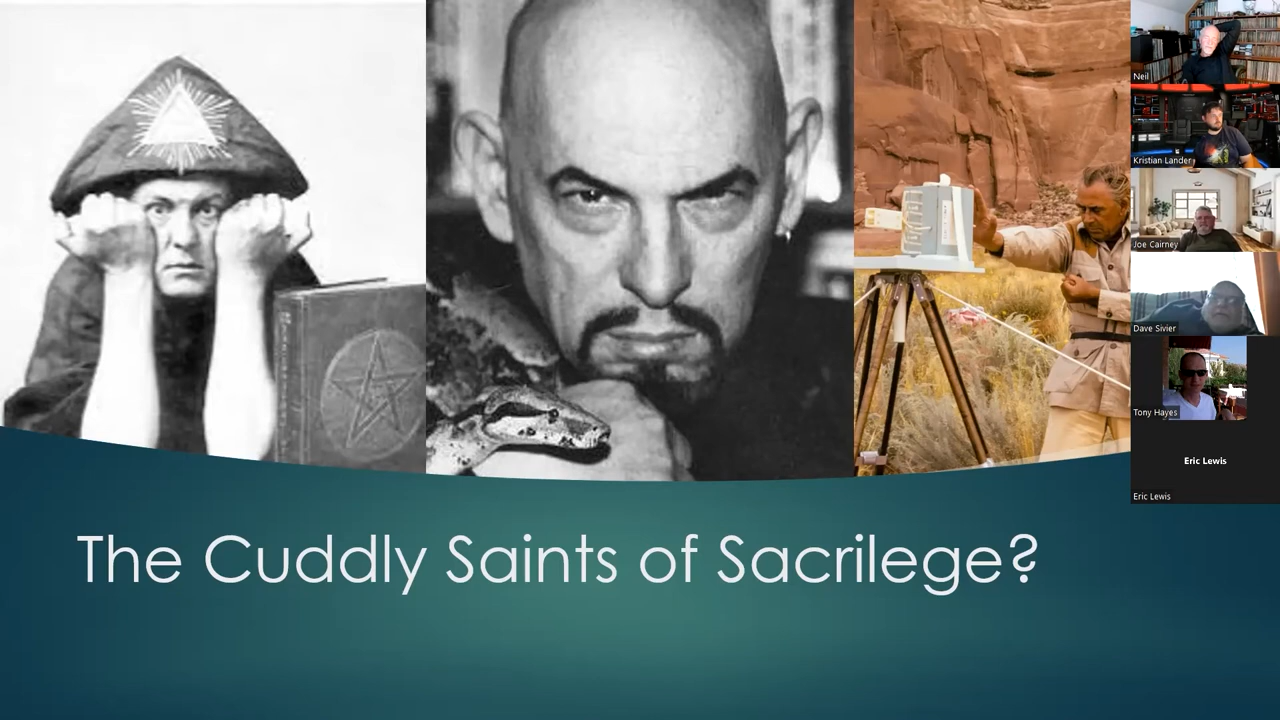 The Cuddly Saints of Sacrilege?
Neil
Kristian Lander
Joe Cairney
Dave Sivier
Tony Hayes
Eric Lewis
Eric Lewis